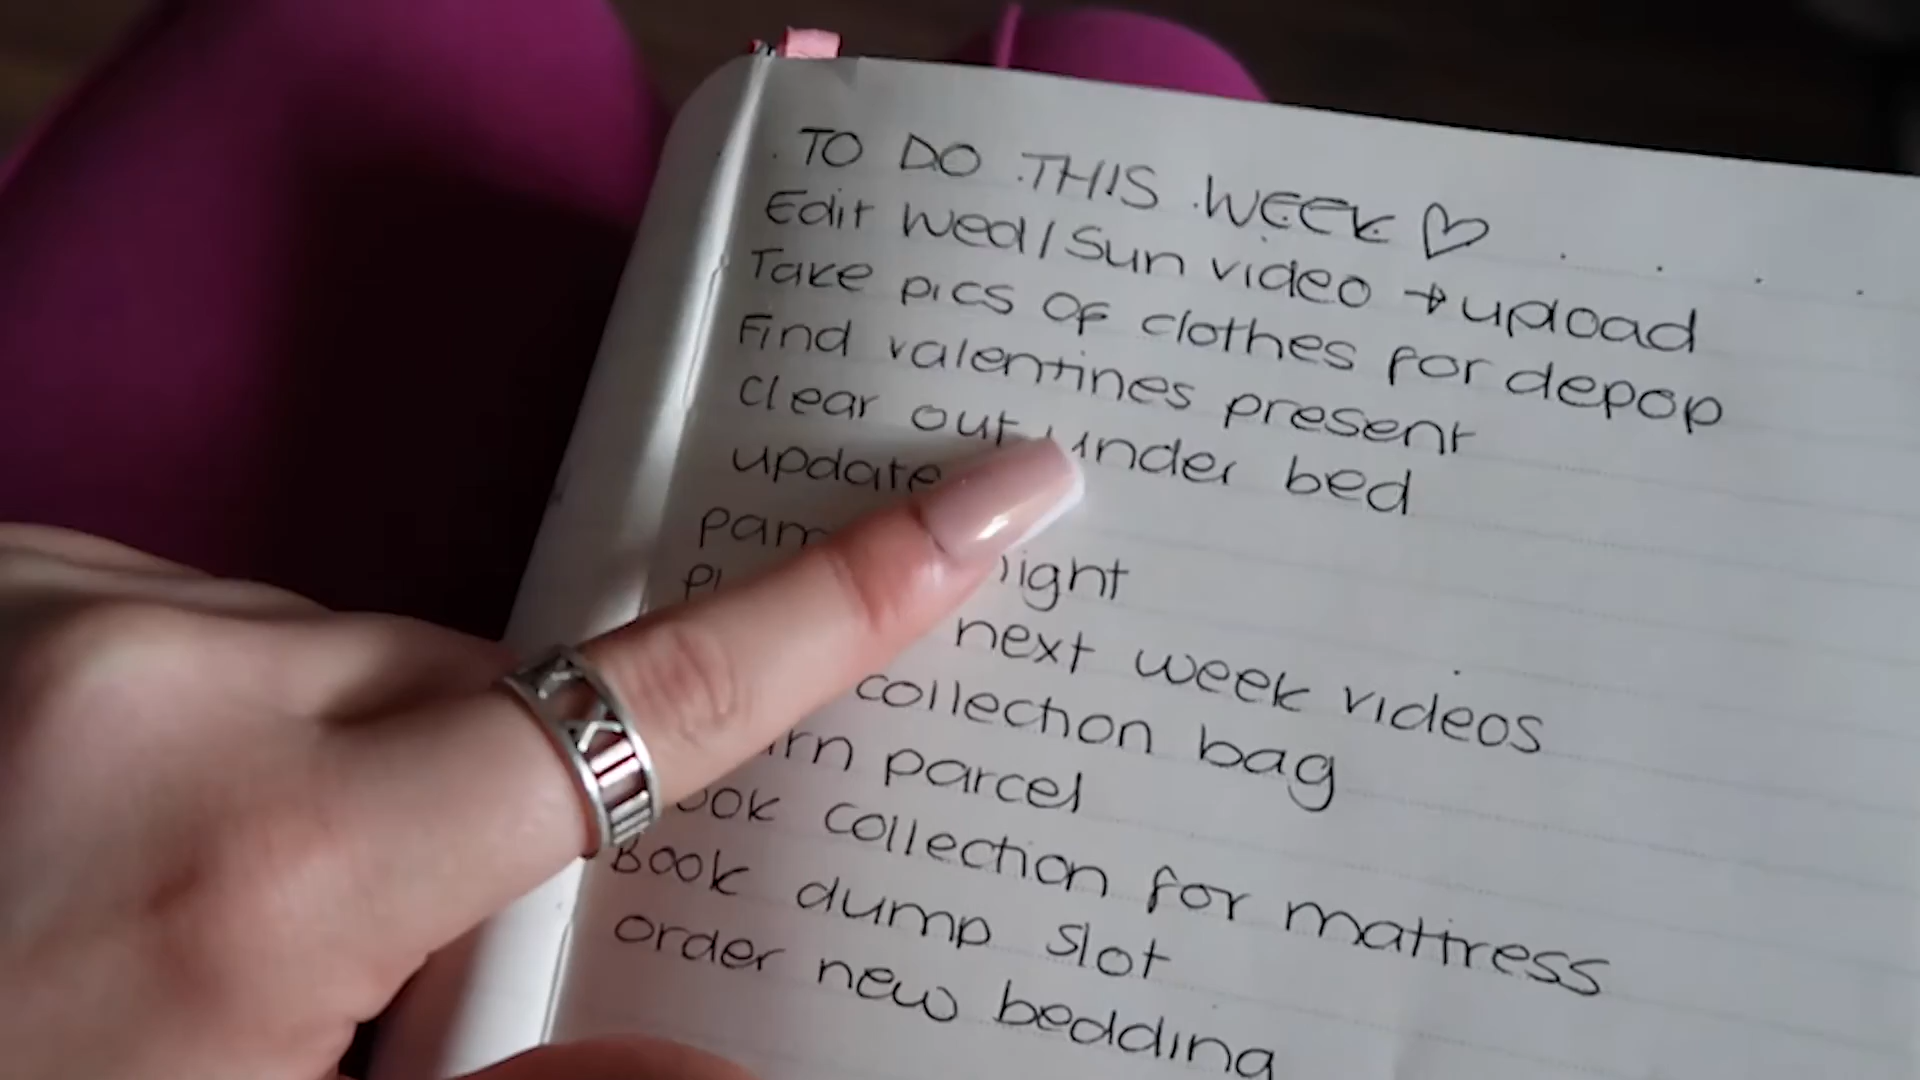 TO DO THIS WEEK ♡
Edit Wed/Sun video → upload
Take pics of clothes for depop
Find valentines present
Clear out under bed
update
night
next week videos
collection bag
parcel
collection for mattress
Book dump slot
order new bedding